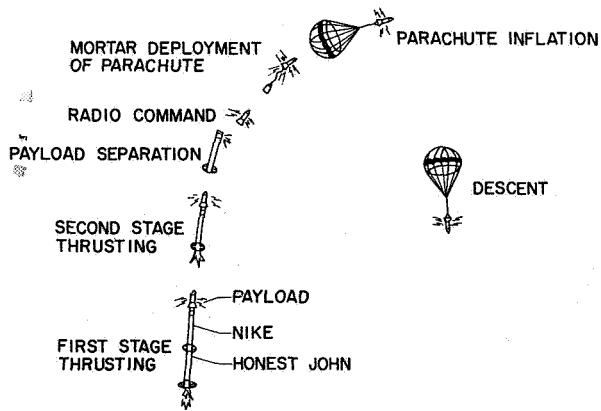 MORTAR DEPLOYMENT
OF PARACHUTE
PARACHUTE INFLATION
RADIO COMMAND
PAYLOAD SEPARATION
DESCENT
SECOND STAGE
THRUSTING
PAYLOAD
NIKE
FIRST STAGE
THRUSTING
HONEST JOHN